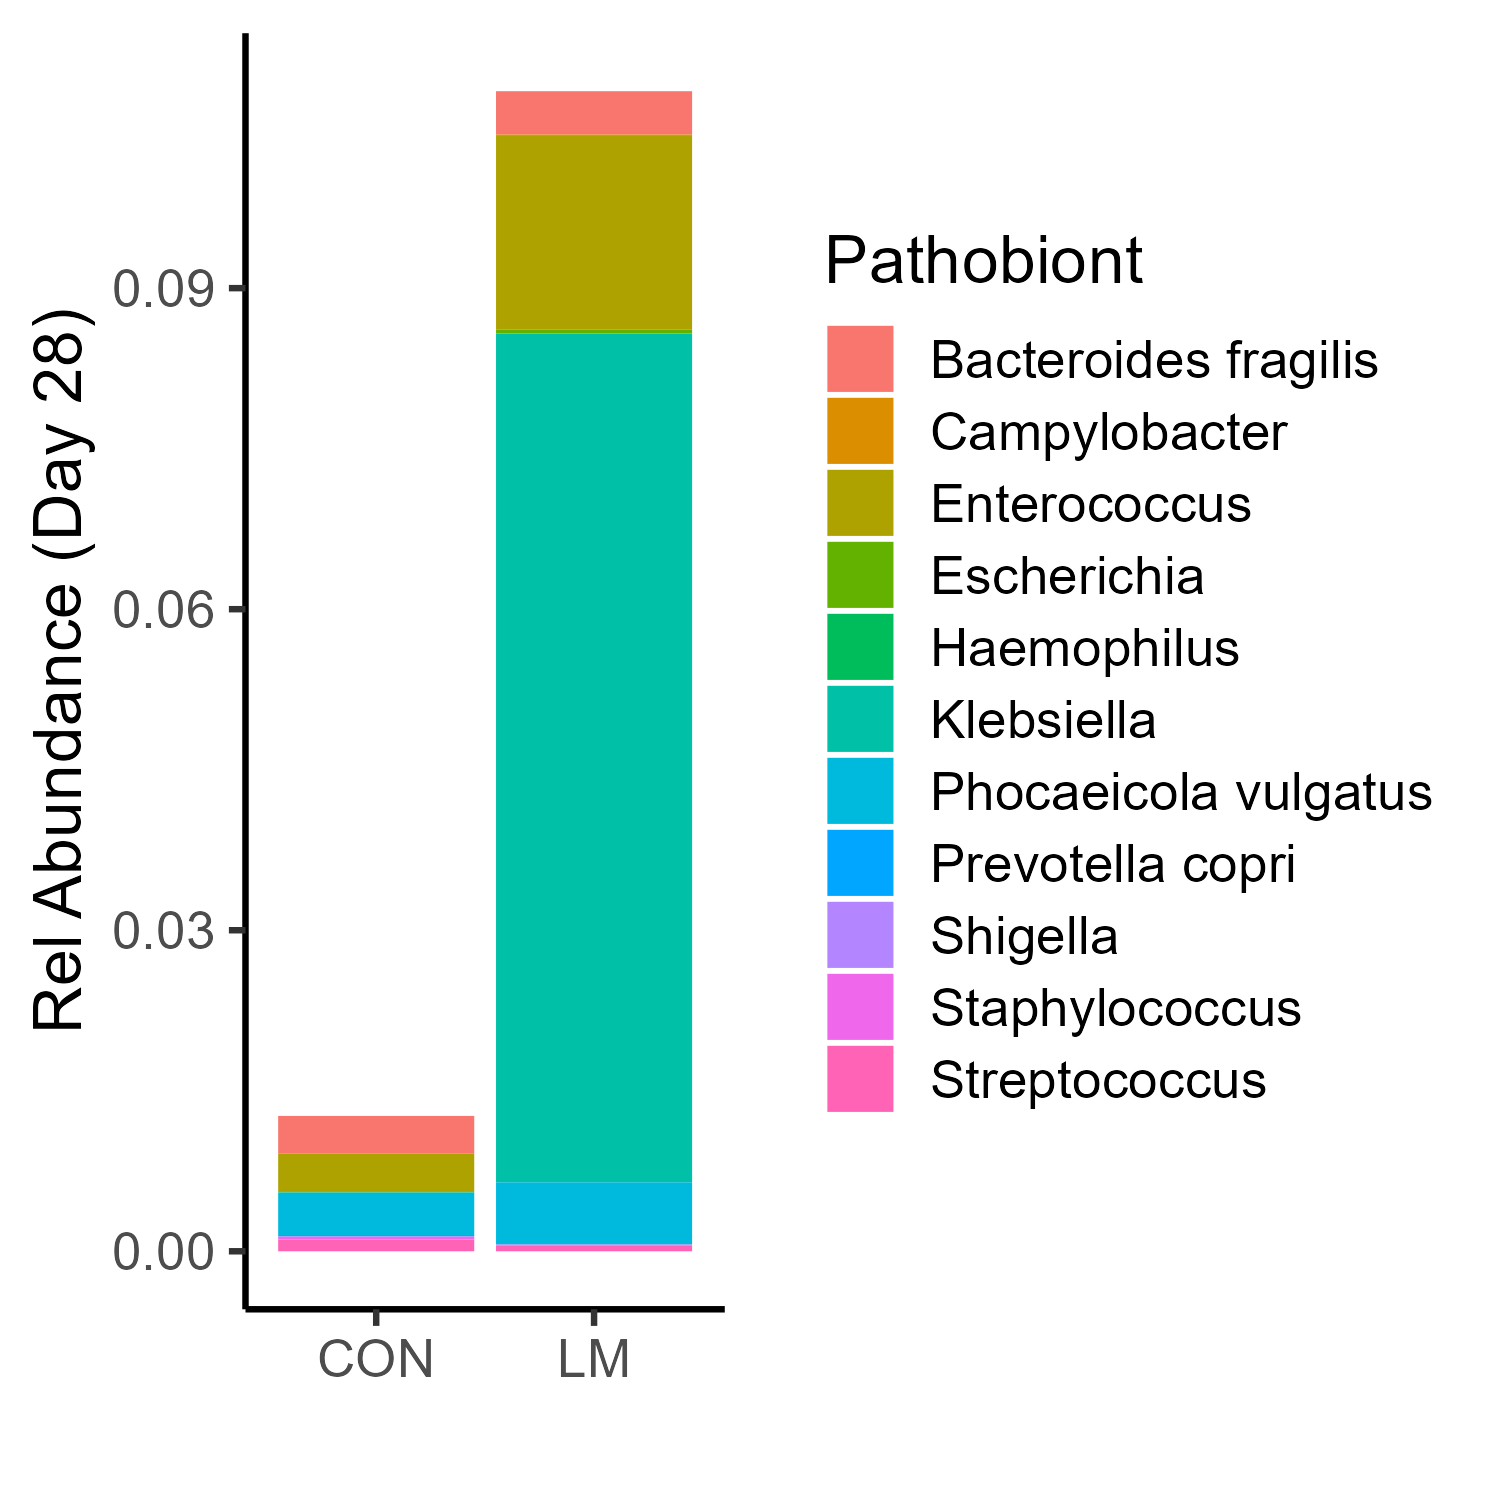 Rel Abundance (Day 28)
0.09
0.06
0.03
0.00
CON
LM
Pathobiont
Bacteroides fragilis
Campylobacter
Enterococcus
Escherichia
Haemophilus
Klebsiella
Phocaeicola vulgatus
Prevotella copri
Shigella
Staphylococcus
Streptococcus